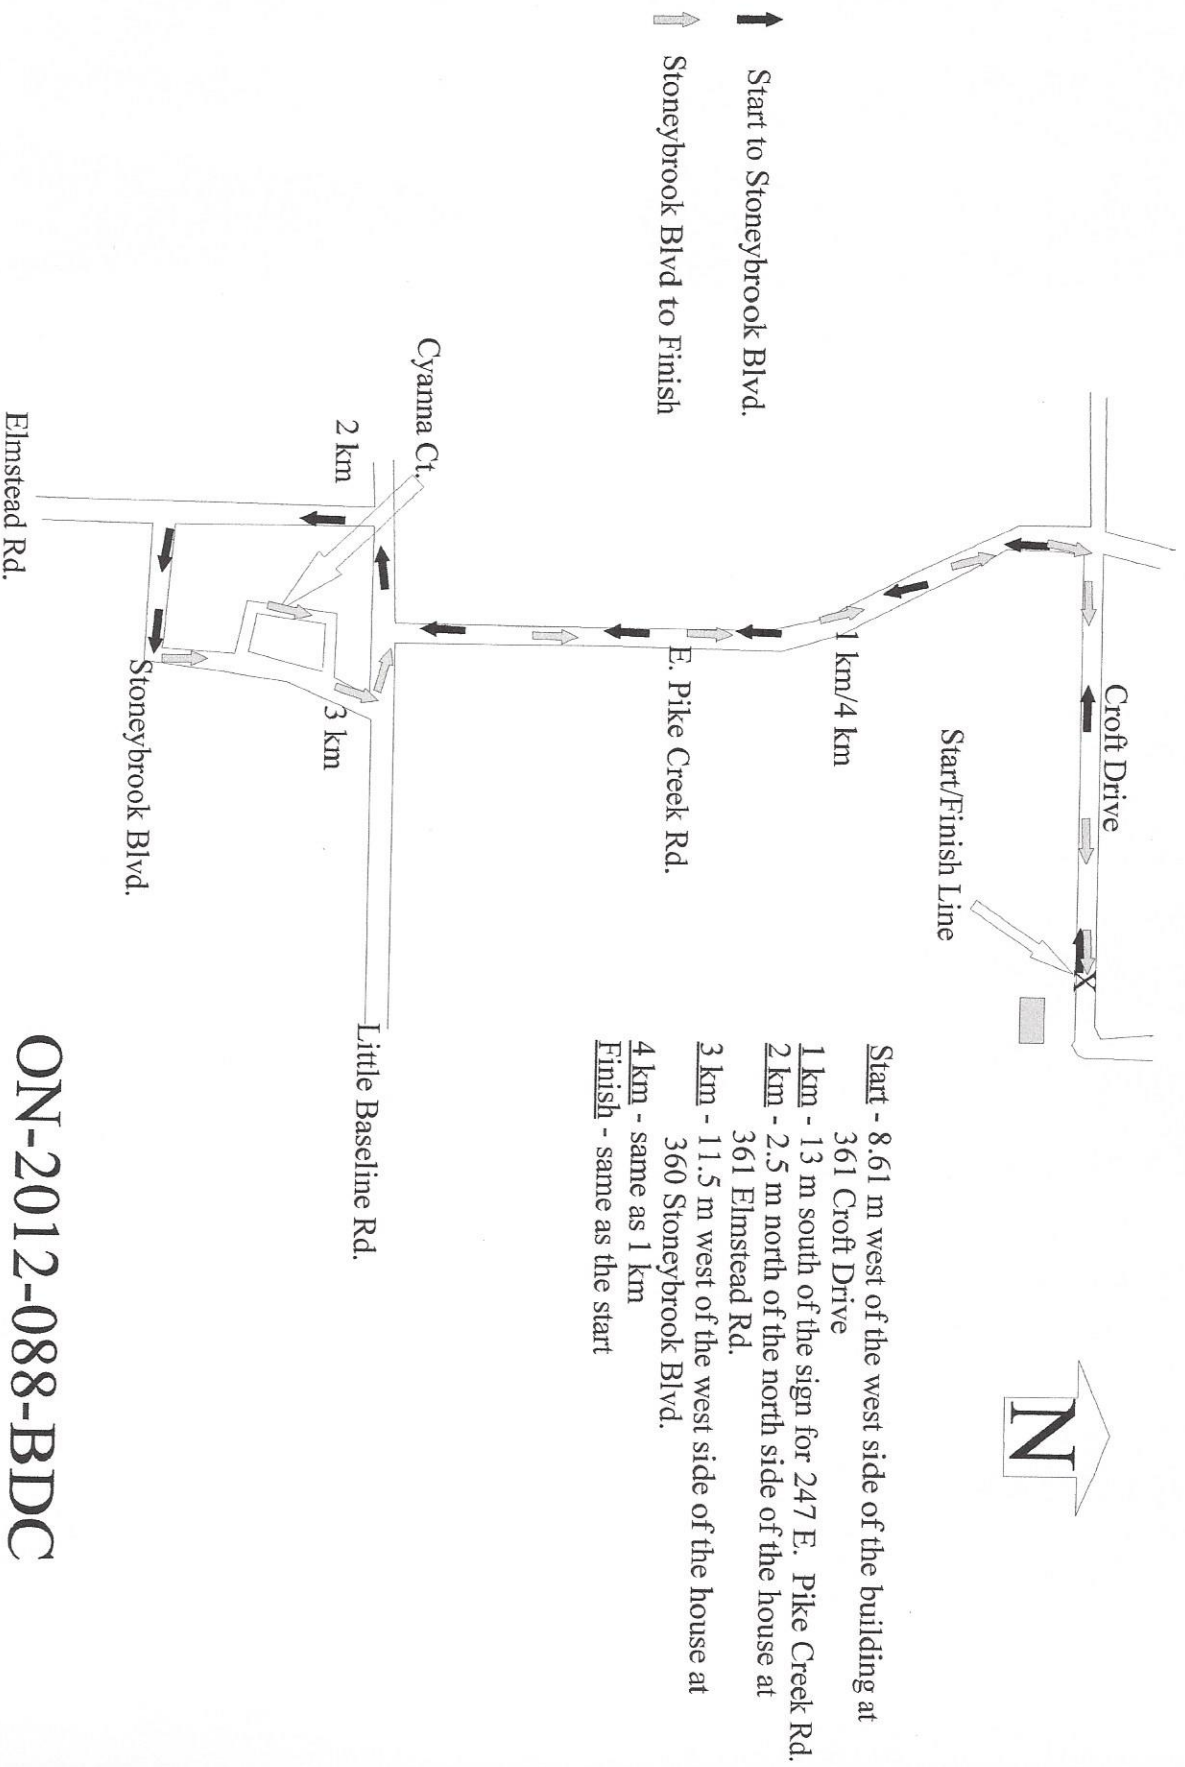 Start to Stoneybrook Blvd.
Stoneybrook Blvd to Finish
Croft Drive
Start/Finish Line
1 km/4 km
E. Pike Creek Rd.
Cyanna Ct.
2 km
3 km
Little Baseline Rd.
Stoneybrook Blvd.
Elmstead Rd.
X
N
Start - 8.61 m west of the west side of the building at
361 Croft Drive
1 km - 13 m south of the sign for 247 E. Pike Creek Rd.
2 km - 2.5 m north of the north side of the house at
361 Elmstead Rd.
3 km - 11.5 m west of the west side of the house at
360 Stoneybrook Blvd.
4 km - same as 1 km
Finish - same as the start
ON-2012-088-BDC